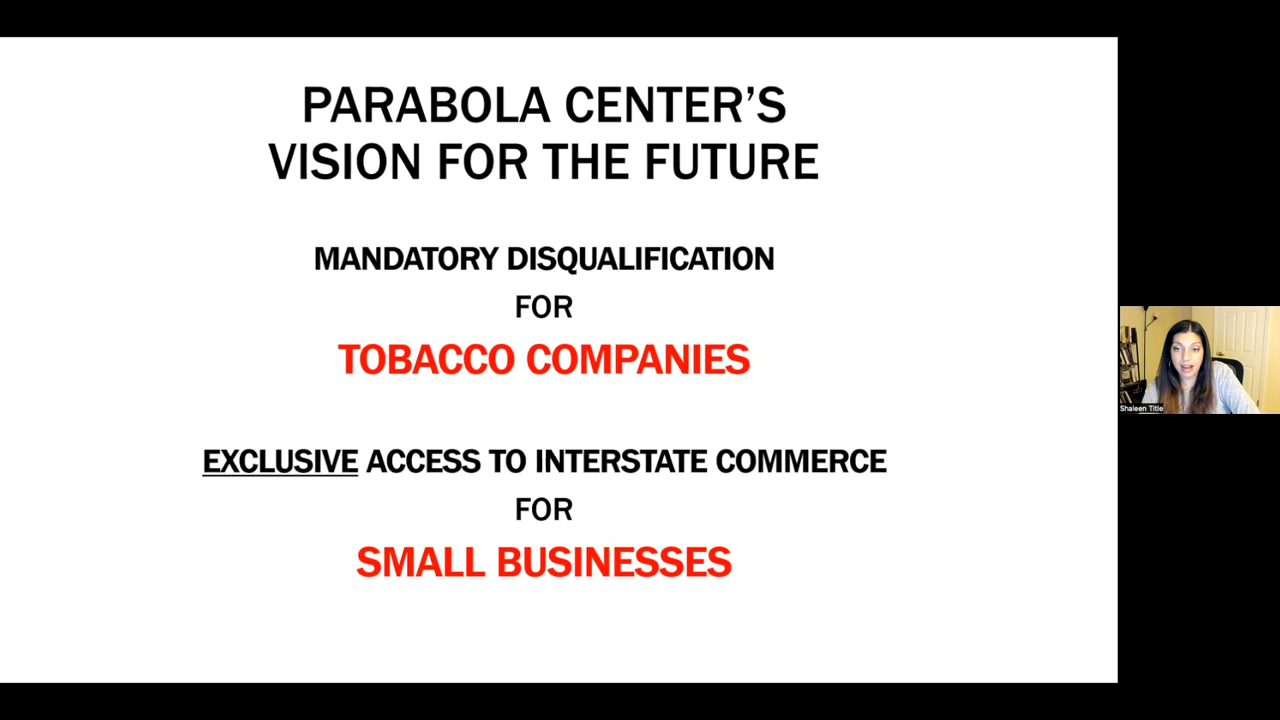 PARABOLA CENTER’S
VISION FOR THE FUTURE
MANDATORY DISQUALIFICATION
FOR
TOBACCO COMPANIES
EXCLUSIVE ACCESS TO INTERSTATE COMMERCE
FOR
SMALL BUSINESSES
Shaleen Title